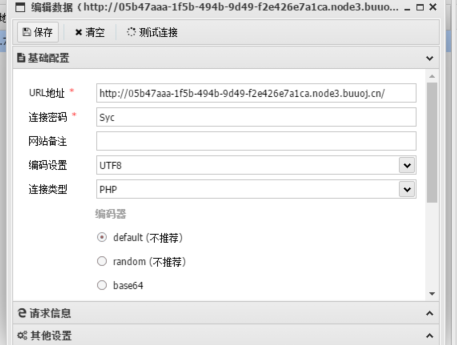 编辑数据 (http://05b47aaa-1f5b-494b-9d49-f2e426e7a1ca.node3.buuo...
保存 清空 测试连接
基础配置
URL地址 * http://05b47aaa-1f5b-494b-9d49-f2e426e7a1ca.node3.buuoj.cn/
连接密码 * Syc
网站备注
编码设置 UTF8
连接类型 PHP
编码器
default (不推荐)
random (不推荐)
base64
请求信息
其他设置